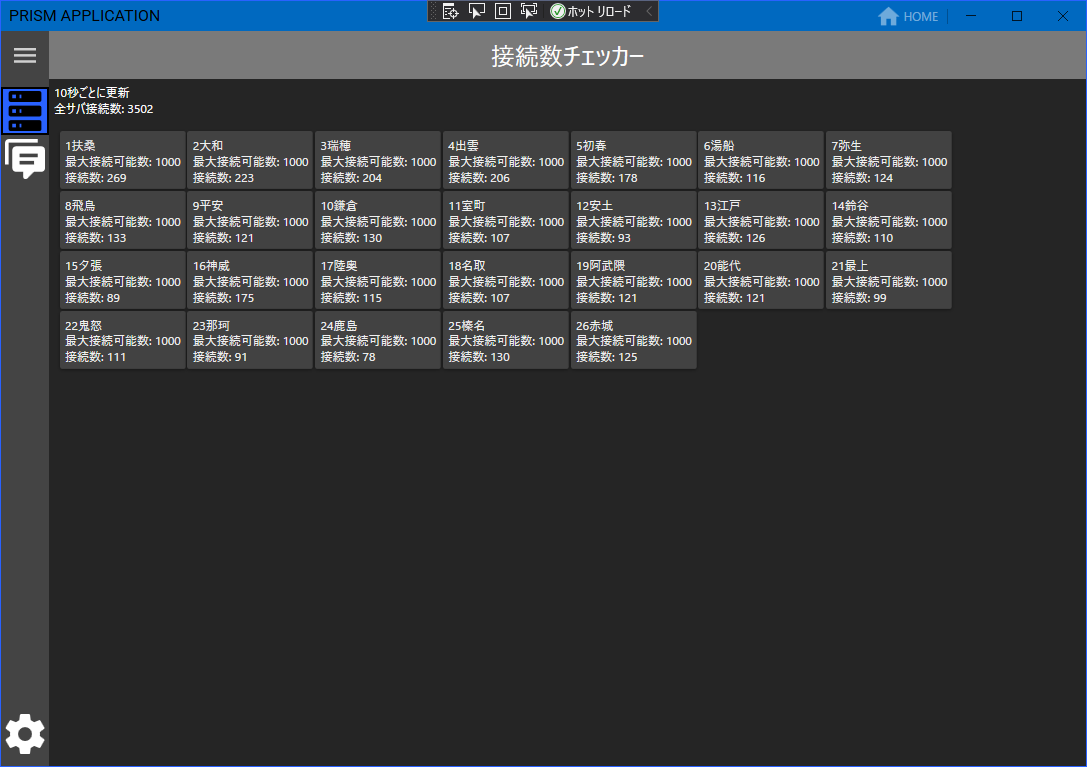 PRISM APPLICATION
ホット リロード
HOME
接続数チェッカー
10秒ごとに更新
全サバ接続数: 3502
1扶桑
最大接続可能数: 1000
接続数: 269
2大和
最大接続可能数: 1000
接続数: 223
3瑞穂
最大接続可能数: 1000
接続数: 204
4出雲
最大接続可能数: 1000
接続数: 206
5初春
最大接続可能数: 1000
接続数: 178
6湯船
最大接続可能数: 1000
接続数: 116
7弥生
最大接続可能数: 1000
接続数: 124
8飛鳥
最大接続可能数: 1000
接続数: 133
9平安
最大接続可能数: 1000
接続数: 121
10鎌倉
最大接続可能数: 1000
接続数: 130
11室町
最大接続可能数: 1000
接続数: 107
12安土
最大接続可能数: 1000
接続数: 93
13江戸
最大接続可能数: 1000
接続数: 126
14鈴谷
最大接続可能数: 1000
接続数: 110
15夕張
最大接続可能数: 1000
接続数: 89
16神威
最大接続可能数: 1000
接続数: 175
17陸奥
最大接続可能数: 1000
接続数: 115
18名取
最大接続可能数: 1000
接続数: 107
19阿武隈
最大接続可能数: 1000
接続数: 121
20能代
最大接続可能数: 1000
接続数: 121
21最上
最大接続可能数: 1000
接続数: 99
22鬼怒
最大接続可能数: 1000
接続数: 111
23那珂
最大接続可能数: 1000
接続数: 91
24鹿島
最大接続可能数: 1000
接続数: 78
25榛名
最大接続可能数: 1000
接続数: 130
26赤城
最大接続可能数: 1000
接続数: 125